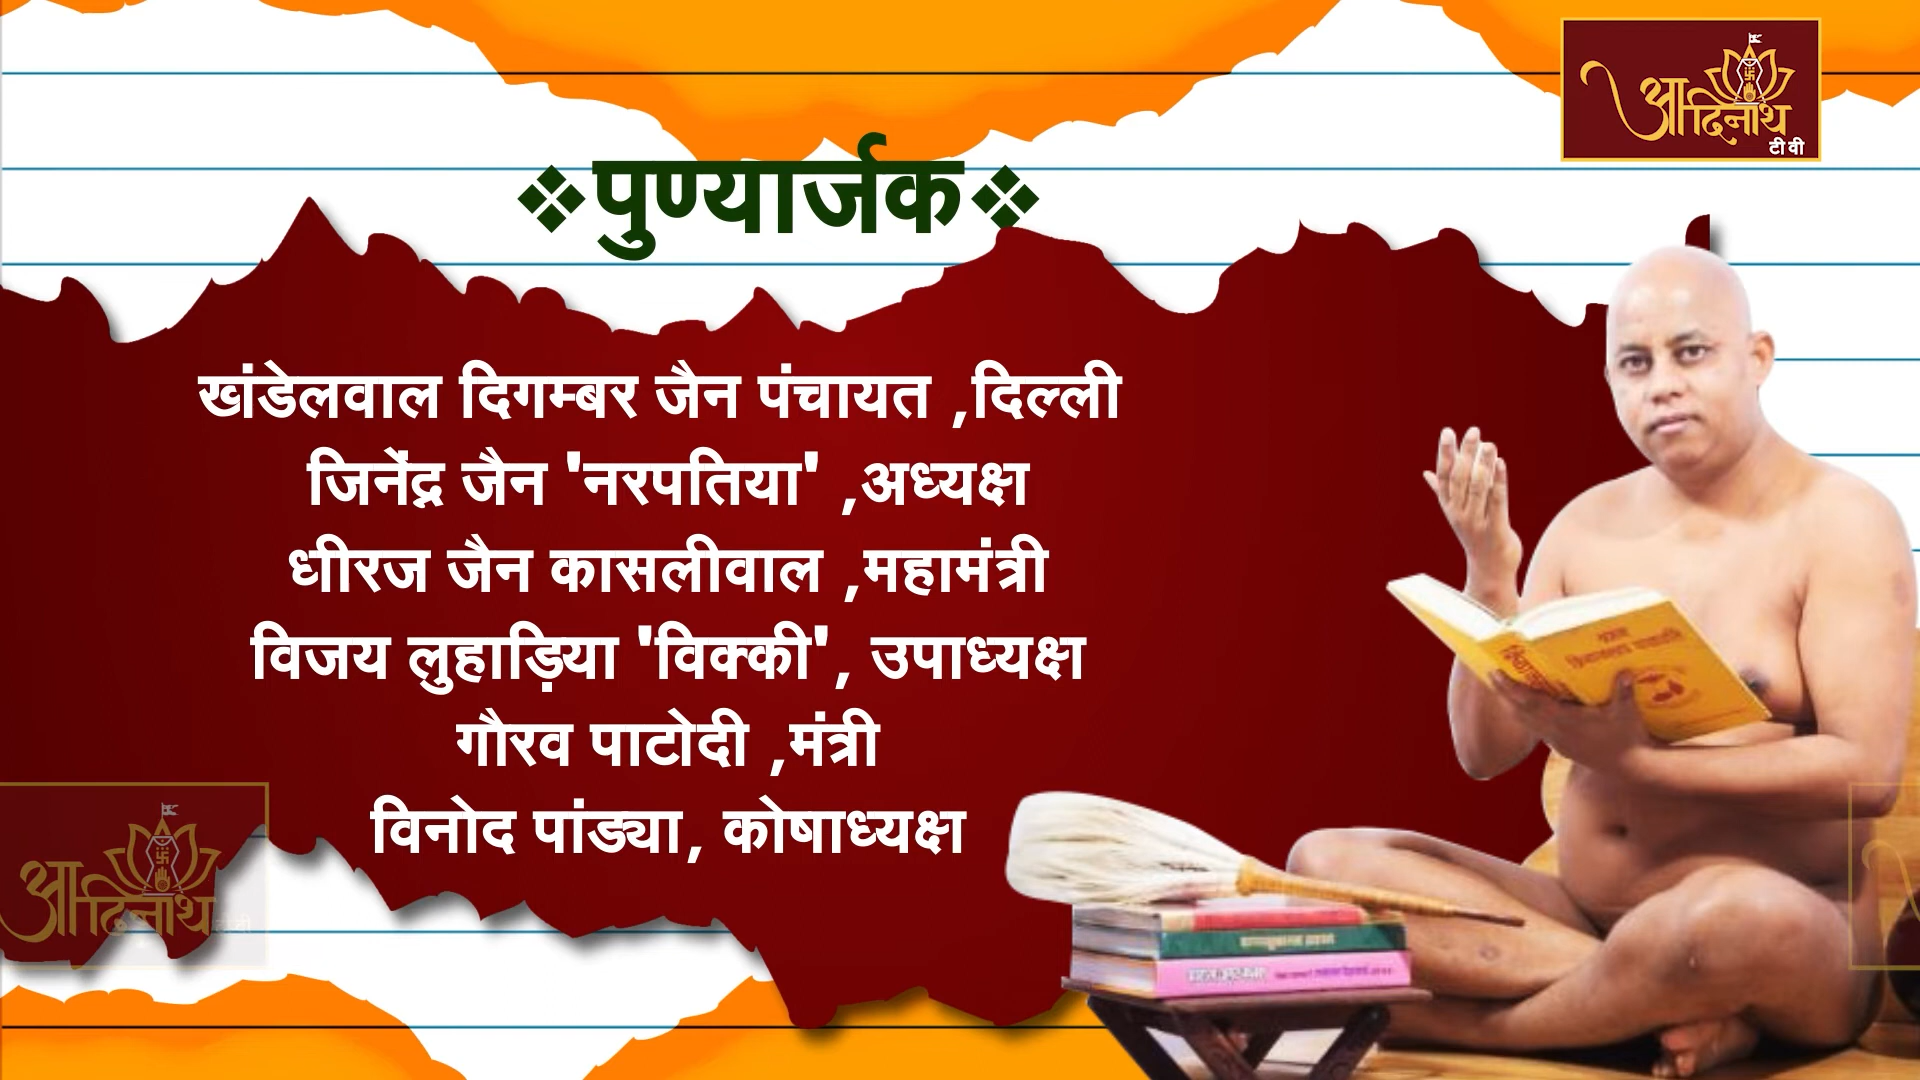 आदिनाथ
टीवी
❖पुण्यार्जक❖
खंडेलवाल दिगम्बर जैन पंचायत ,दिल्ली
जिनेंद्र जैन 'नरपतिया' ,अध्यक्ष
धीरज जैन कासलीवाल ,महामंत्री
विजय लुहाड़िया 'विक्की', उपाध्यक्ष
गौरव पाटोदी ,मंत्री
विनोद पांड्या, कोषाध्यक्ष
आदिनाथ